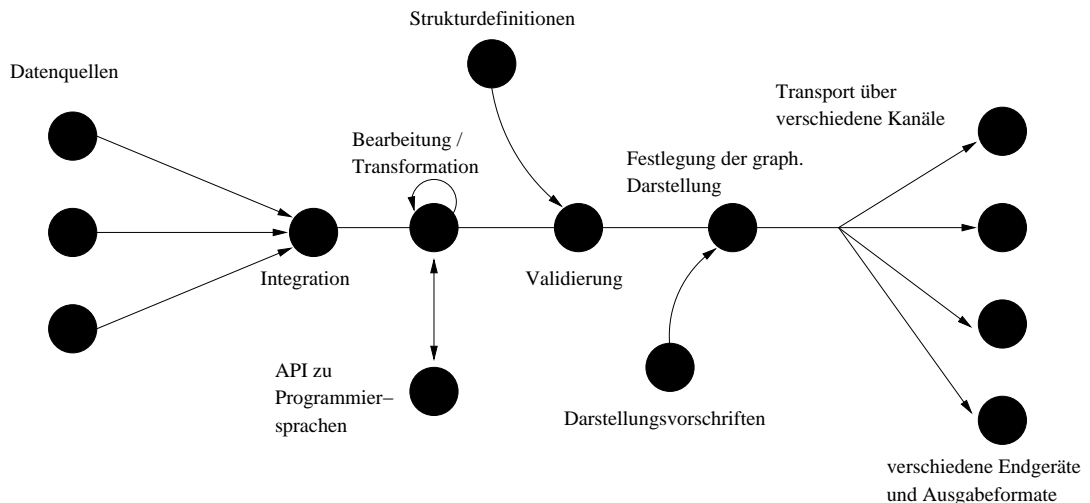 Strukturdefinitionen
Datenquellen
Transport über
verschiedene Kanäle
Bearbeitung /
Transformation
Festlegung der graph.
Darstellung
Integration
Validierung
API zu
Programmier–
sprachen
Darstellungsvorschriften
verschiedene Endgeräte
und Ausgabeformate